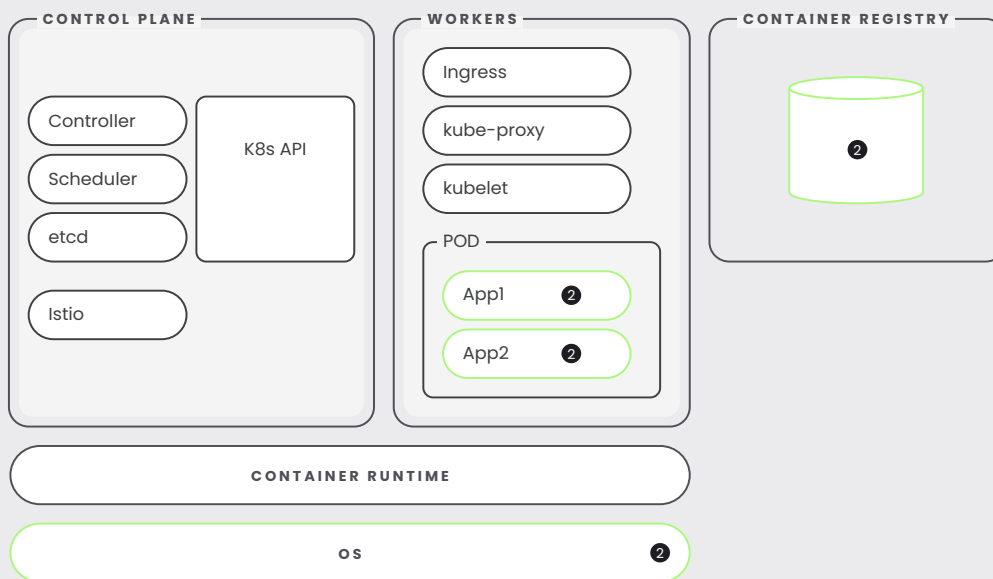 CONTROL PLANE
Controller
Scheduler
etcd
Istio
K8s API
WORKERS
Ingress
kube-proxy
kubelet
POD
App1 2
App2 2
CONTAINER REGISTRY
2
CONTAINER RUNTIME
OS 2